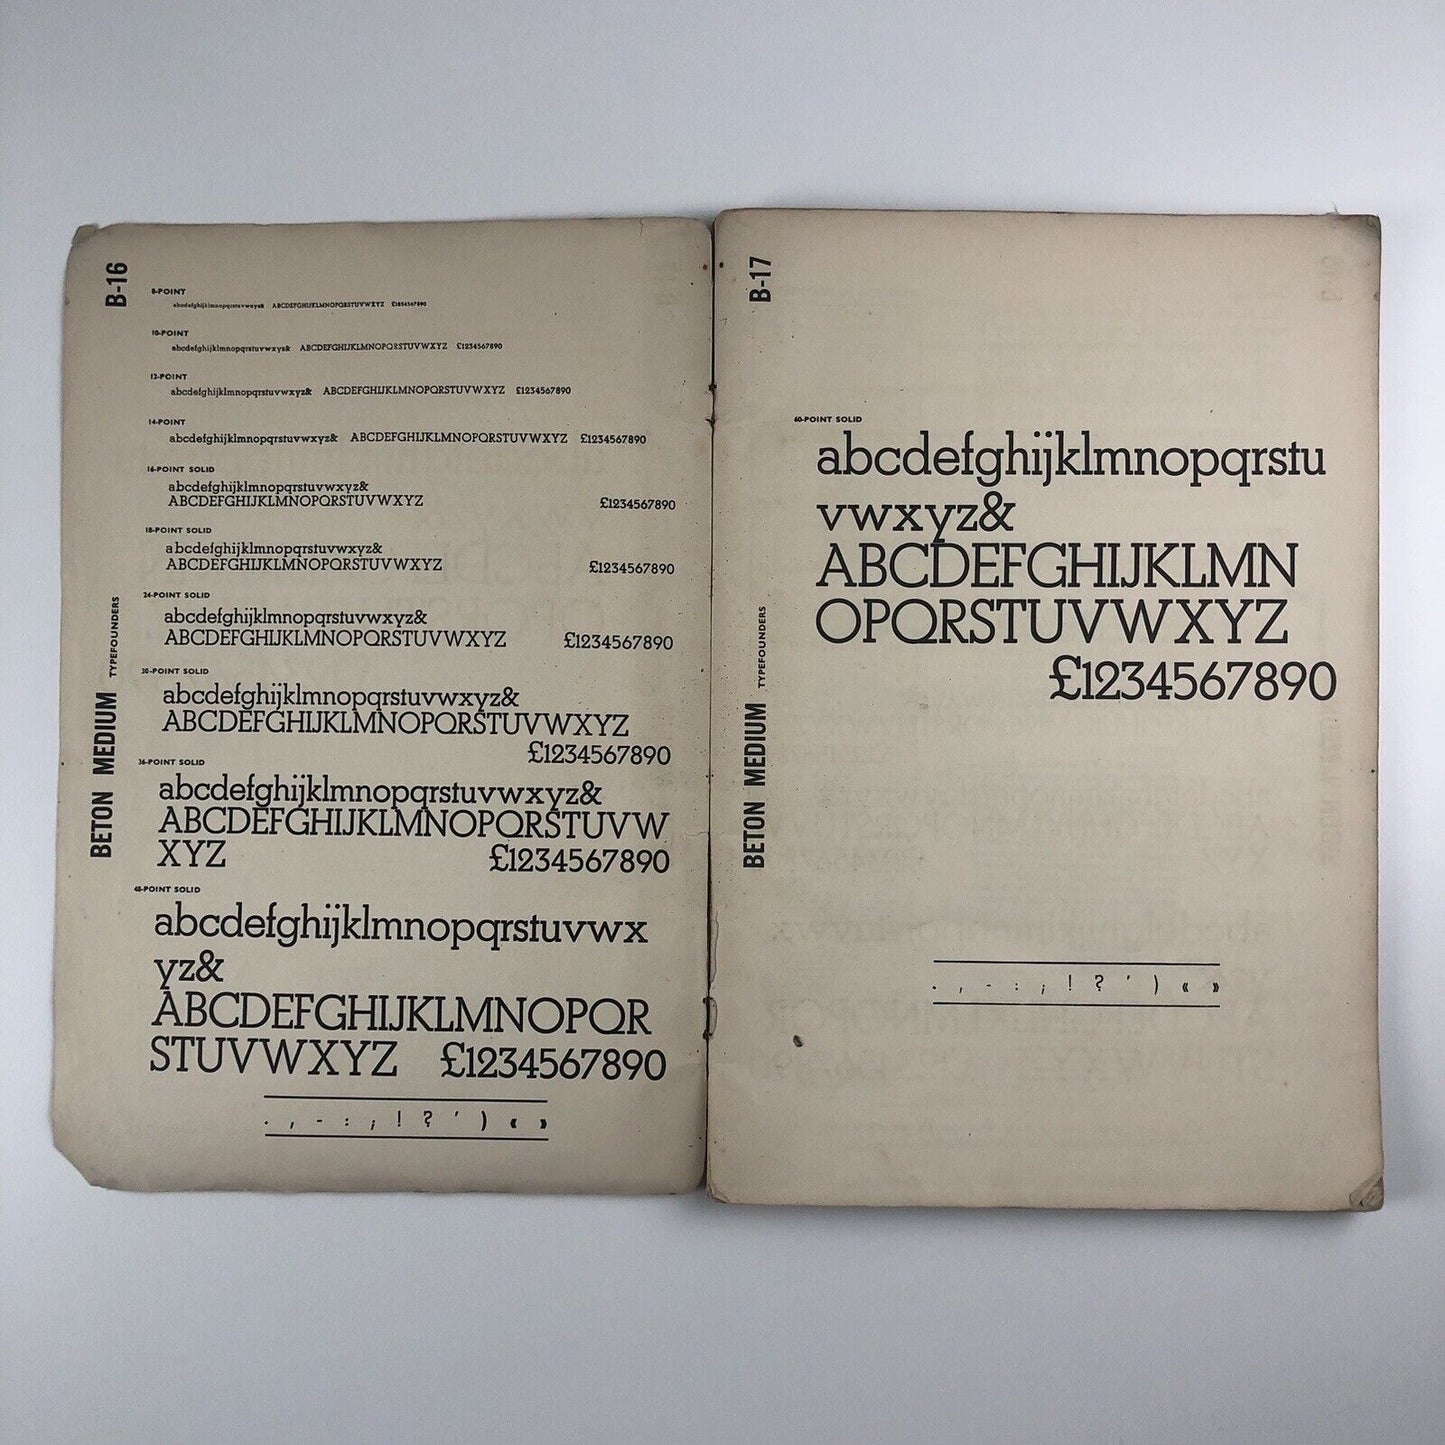 B-16
8-POINT
abcdefghijklmnopqrstuvwxyz& ABCDEFGHIJKLMNOPQRSTUVWXYZ £1234567890
10-POINT
abcdefghijklmnopqrstuvwxyz& ABCDEFGHIJKLMNOPQRSTUVWXYZ £1234567890
12-POINT
abcdefghijklmnopqrstuvwxyz& ABCDEFGHIJKLMNOPQRSTUVWXYZ £1234567890
14-POINT
abcdefghijklmnopqrstuvwxyz& ABCDEFGHIJKLMNOPQRSTUVWXYZ £1234567890
16-POINT SOLID
abcdefghijklmnopqrstuvwxyz&
ABCDEFGHIJKLMNOPQRSTUVWXYZ £1234567890
18-POINT SOLID
abcdefghijklmnopqrstuvwxyz&
ABCDEFGHIJKLMNOPQRSTUVWXYZ £1234567890
24-POINT SOLID
abcdefghijklmnopqrstuvwxyz&
ABCDEFGHIJKLMNOPQRSTUVWXYZ £1234567890
30-POINT SOLID
abcdefghijklmnopqrstuvwxyz&
ABCDEFGHIJKLMNOPQRSTUVWXYZ
£1234567890
36-POINT SOLID
abcdefghijklmnopqrstuvwxyz&
ABCDEFGHIJKLMNOPQRSTUVW
XYZ £1234567890
48-POINT SOLID
abcdefghijklmnopqrstuvwx
yz&
ABCDEFGHIJKLMNOPQR
STUVWXYZ £1234567890
. , - : ; ! ? ’ ) « »
BETON MEDIUM TYPEFOUNDERS
B-17
60-POINT SOLID
abcdefghijklmnopqrstu
vwxyz&
ABCDEFGHIJKLMN
OPQRSTUVWXYZ
£1234567890
. , - : ; ! ? ’ ) « »
BETON MEDIUM TYPEFOUNDERS